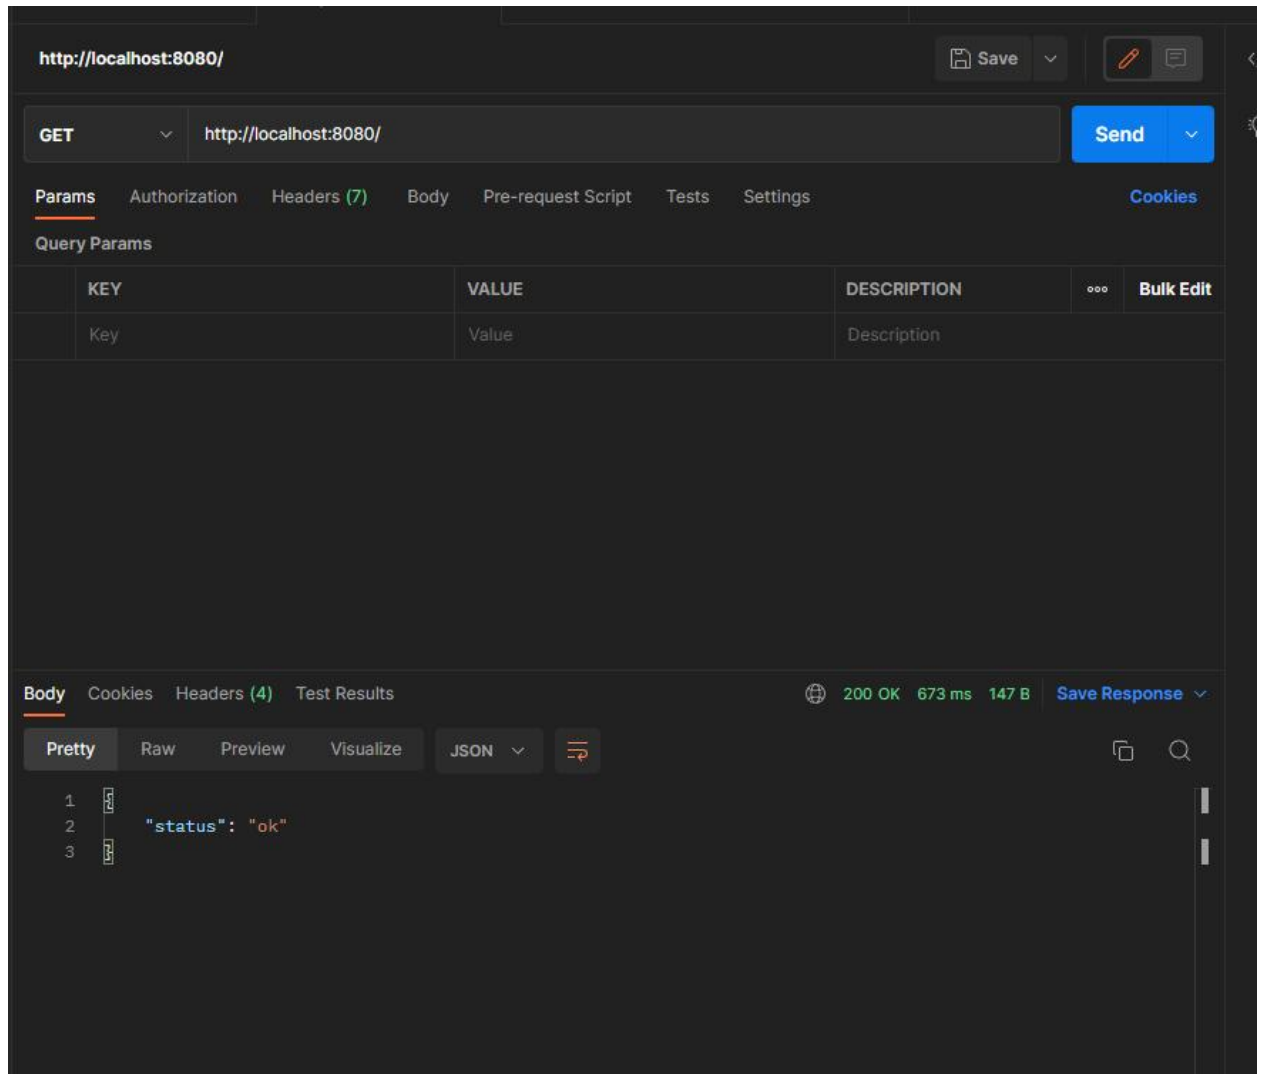 http://localhost:8080/ Save
GET http://localhost:8080/ Send
Params Authorization Headers (7) Body Pre-request Script Tests Settings Cookies
Query Params
KEY VALUE DESCRIPTION ooo Bulk Edit
Key Value Description
Body Cookies Headers (4) Test Results 200 OK 673 ms 147 B Save Response
Pretty Raw Preview Visualize JSON
1 {
2 "status": "ok"
3 }